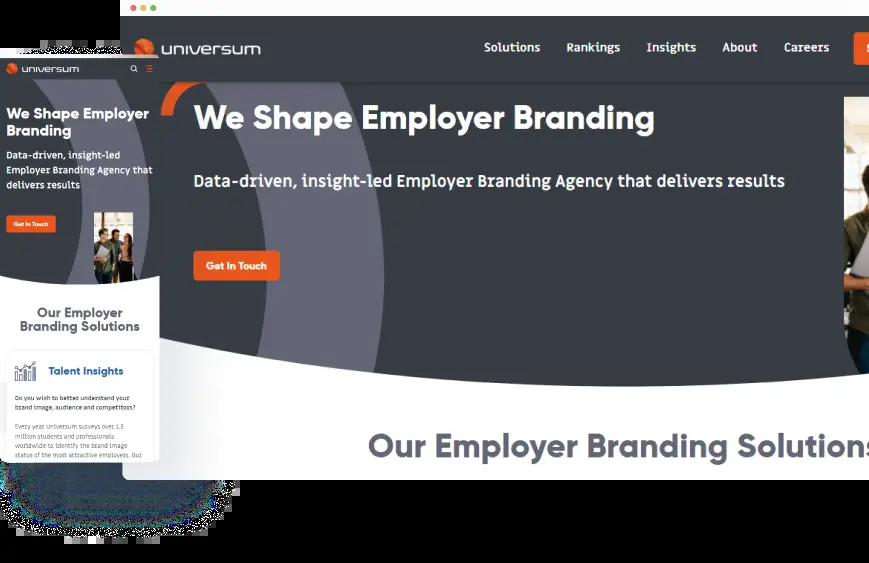 universum
Solutions
Rankings
Insights
About
Careers
We Shape Employer Branding
Data-driven, insight-led Employer Branding Agency that delivers results
Get In Touch
Our Employer Branding Solutions
universum
We Shape Employer
Branding
Data-driven, insight-led
Employer Branding Agency that
delivers results
Get In Touch
Our Employer
Branding Solutions
Talent Insights
Do you wish to better understand your
brand image, audience and competitors?
Every year Universum surveys over 1.5
million students and professionals
worldwide to identify the brand image
status of the most attractive employers. Our